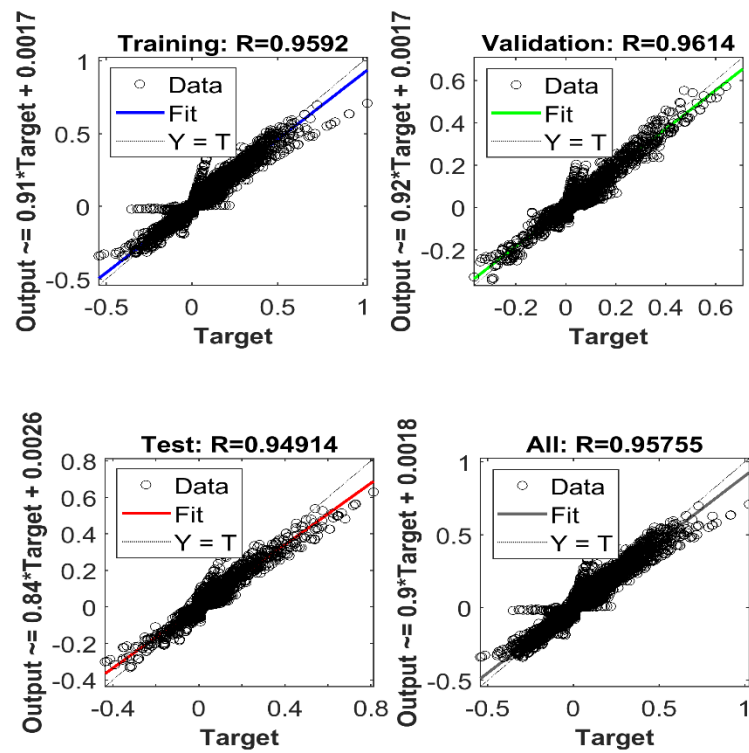 Training: R=0.9592
Output ~= 0.91*Target + 0.0017
1
0.5
0
-0.5
Data
Fit
Y = T
-0.5
0
0.5
1
Target
Validation: R=0.9614
Output ~= 0.92*Target + 0.0017
0.6
0.4
0.2
0
-0.2
Data
Fit
Y = T
-0.2
0
0.2
0.4
0.6
Target
Test: R=0.94914
Output ~= 0.84*Target + 0.0026
0.8
0.6
0.4
0.2
0
-0.2
-0.4
Data
Fit
Y = T
-0.4
0
0.4
0.8
Target
All: R=0.95755
Output ~= 0.9*Target + 0.0018
1
0.5
0
-0.5
Data
Fit
Y = T
-0.5
0
0.5
1
Target